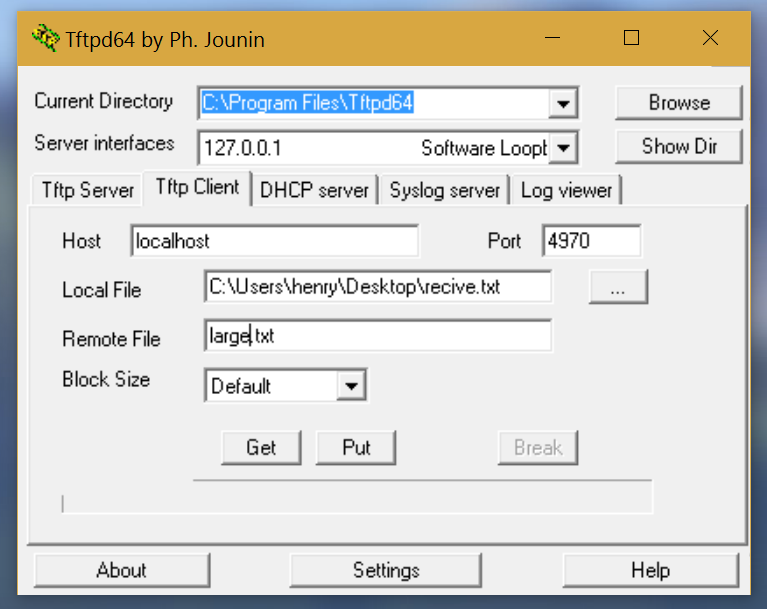 Tftpd64 by Ph. Jounin
Current Directory C:\Program Files\Tftpd64 Browse
Server interfaces 127.0.0.1 Software Loopb Show Dir
Tftp Server Tftp Client DHCP server Syslog server Log viewer
Host localhost Port 4970
Local File C:\Users\henry\Desktop\recive.txt ...
Remote File large.txt
Block Size Default
Get Put Break
About Settings Help